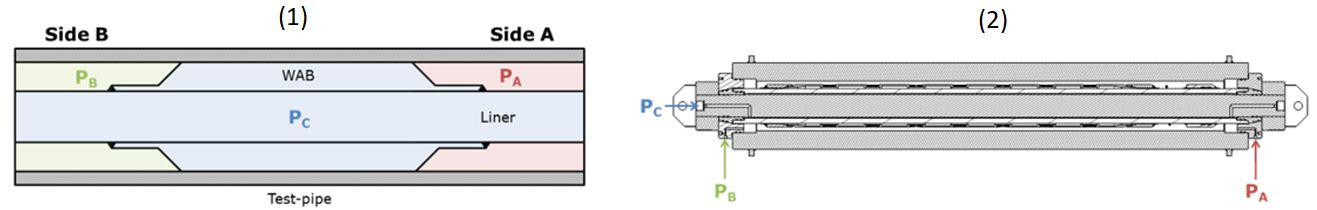 (1)
Side B
Side A
WAB
PB
PA
PC
Liner
Test-pipe
(2)
PC
PB
PA